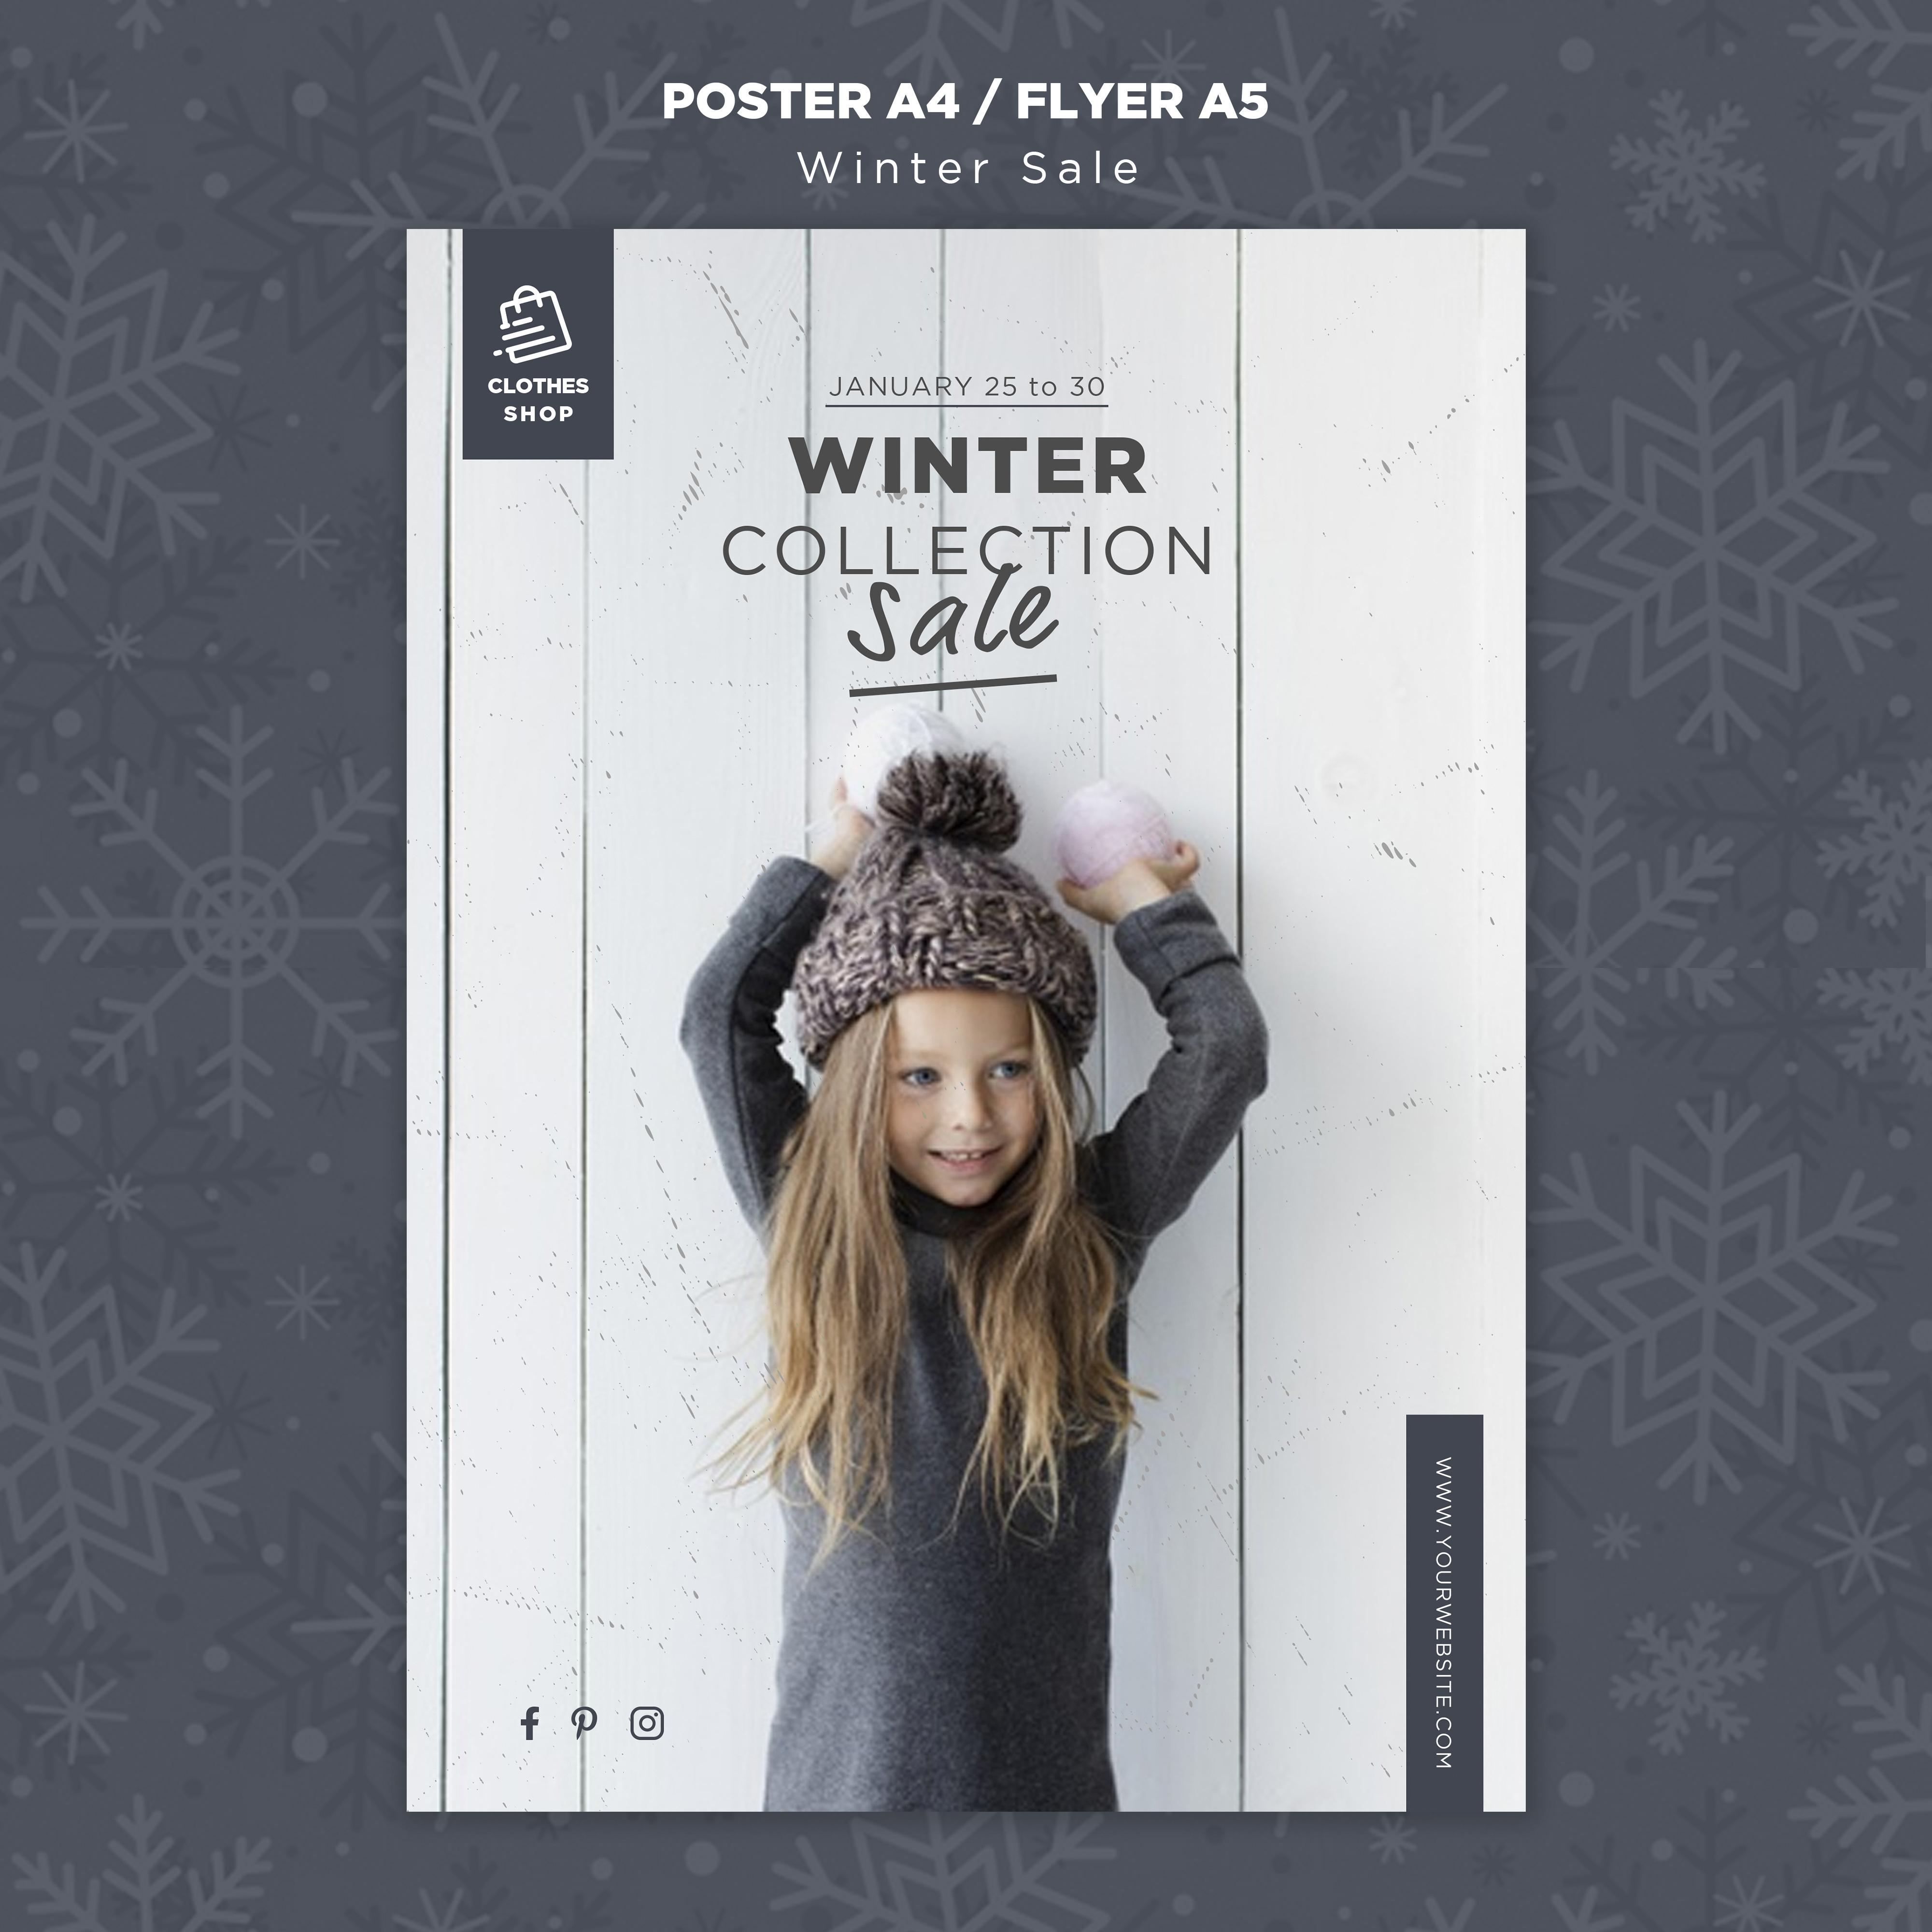 POSTER A4 / FLYER A5
Winter Sale
CLOTHES
SHOP
JANUARY 25 to 30
WINTER
COLLECTION
sale
WWW.YOURWEBSITE.COM